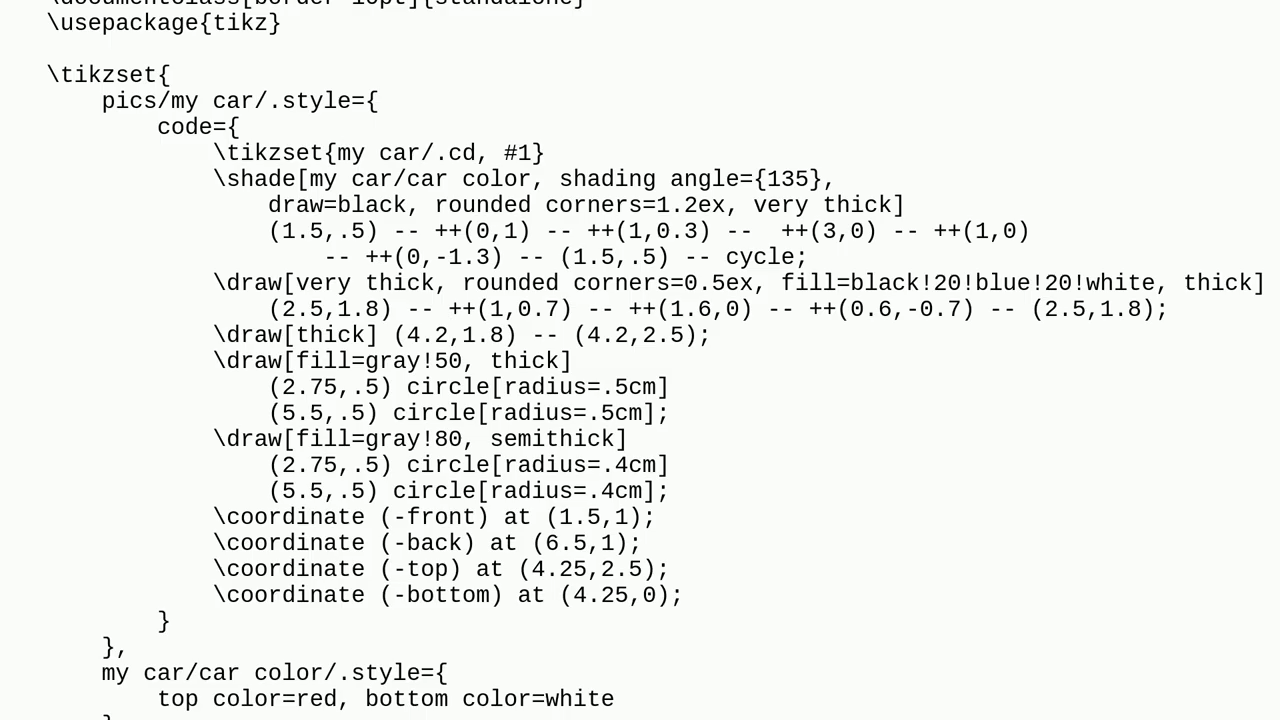 \documentclass[border=10pt]{standalone}
\usepackage{tikz}

\tikzset{
    pics/my car/.style={
        code={
            \tikzset{my car/.cd, #1}
            \shade[my car/car color, shading angle={135},
                draw=black, rounded corners=1.2ex, very thick]
                (1.5,.5) -- ++(0,1) -- ++(1,0.3) --  ++(3,0) -- ++(1,0)
                    -- ++(0,-1.3) -- (1.5,.5) -- cycle;
            \draw[very thick, rounded corners=0.5ex, fill=black!20!blue!20!white, thick]
                (2.5,1.8) -- ++(1,0.7) -- ++(1.6,0) -- ++(0.6,-0.7) -- (2.5,1.8);
            \draw[thick] (4.2,1.8) -- (4.2,2.5);
            \draw[fill=gray!50, thick]
                (2.75,.5) circle[radius=.5cm]
                (5.5,.5) circle[radius=.5cm];
            \draw[fill=gray!80, semithick]
                (2.75,.5) circle[radius=.4cm]
                (5.5,.5) circle[radius=.4cm];
            \coordinate (-front) at (1.5,1);
            \coordinate (-back) at (6.5,1);
            \coordinate (-top) at (4.25,2.5);
            \coordinate (-bottom) at (4.25,0);
        }
    },
    my car/car color/.style={
        top color=red, bottom color=white
    }